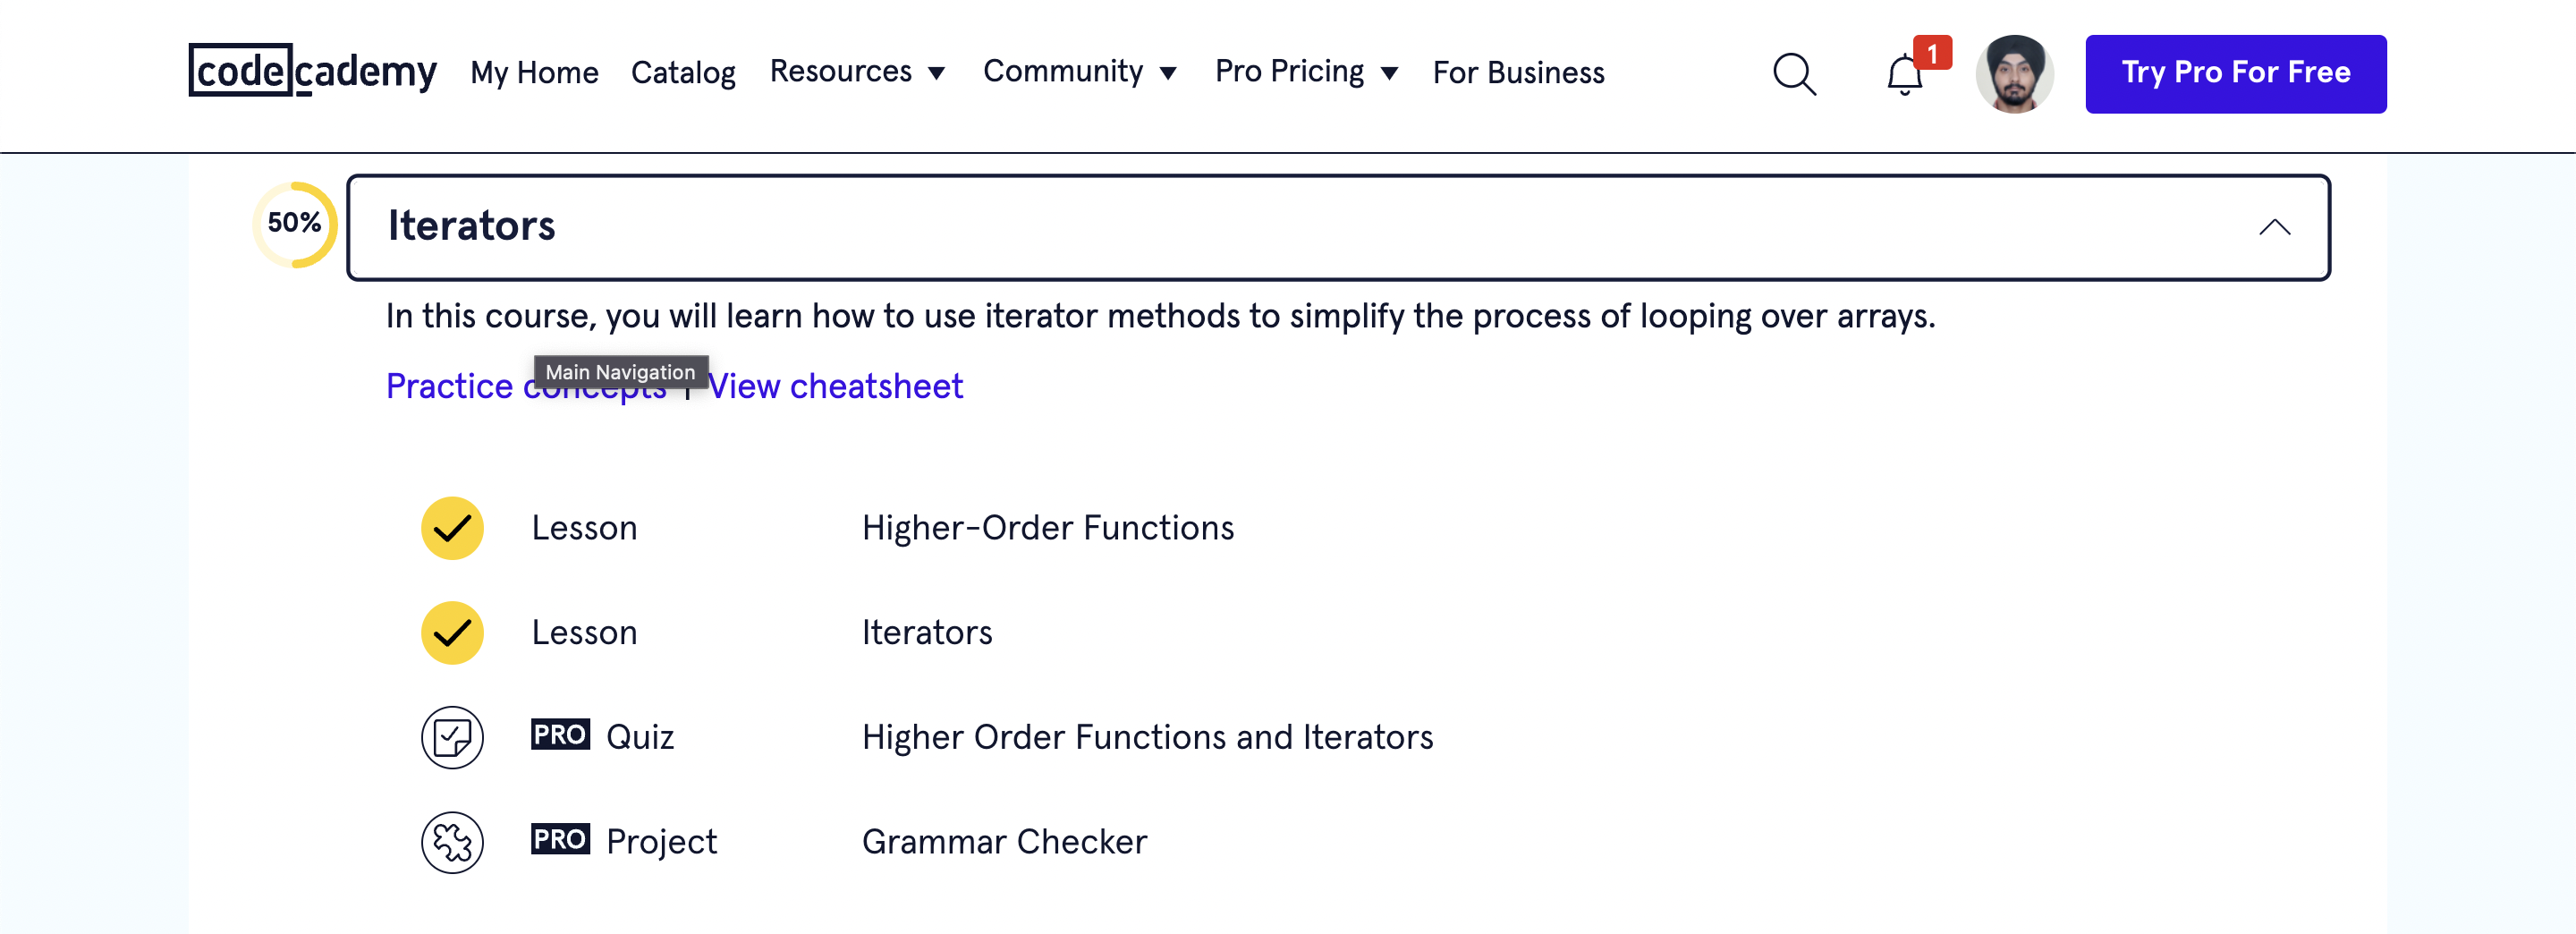 codecademy My Home Catalog Resources Community Pro Pricing For Business 1 Try Pro For Free
50% Iterators
In this course, you will learn how to use iterator methods to simplify the process of looping over arrays.
Main Navigation
Practice concepts | View cheatsheet
Lesson Higher-Order Functions
Lesson Iterators
PRO Quiz Higher Order Functions and Iterators
PRO Project Grammar Checker